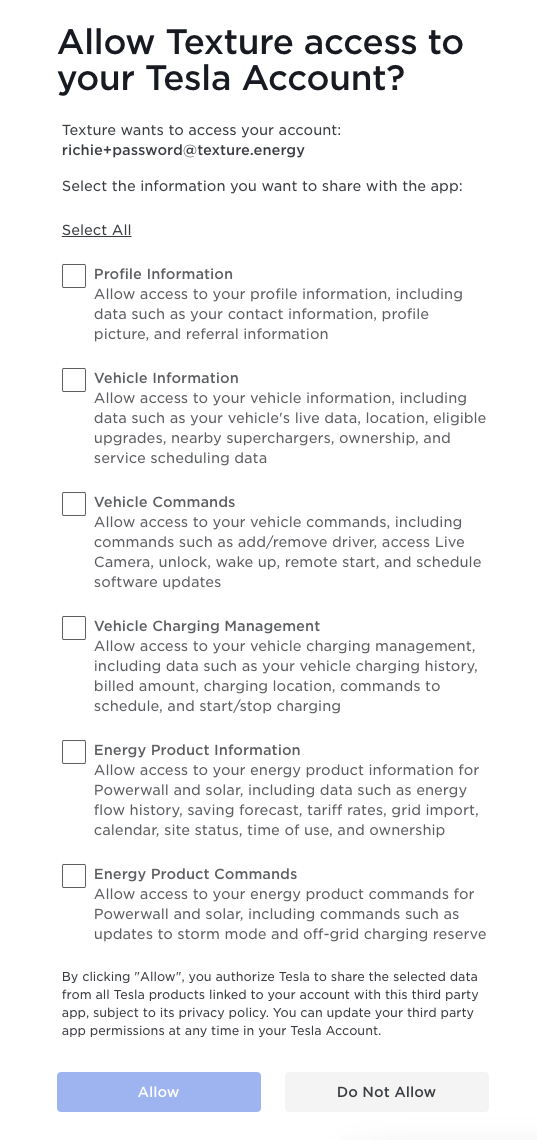 Allow Texture access to
your Tesla Account?
Texture wants to access your account:
richie+password@texture.energy
Select the information you want to share with the app:
Select All
Profile Information
Allow access to your profile information, including
data such as your contact information, profile
picture, and referral information
Vehicle Information
Allow access to your vehicle information, including
data such as your vehicle's live data, location, eligible
upgrades, nearby superchargers, ownership, and
service scheduling data
Vehicle Commands
Allow access to your vehicle commands, including
commands such as add/remove driver, access Live
Camera, unlock, wake up, remote start, and schedule
software updates
Vehicle Charging Management
Allow access to your vehicle charging management,
including data such as your vehicle charging history,
billed amount, charging location, commands to
schedule, and start/stop charging
Energy Product Information
Allow access to your energy product information for
Powerwall and solar, including data such as energy
flow history, saving forecast, tariff rates, grid import,
calendar, site status, time of use, and ownership
Energy Product Commands
Allow access to your energy product commands for
Powerwall and solar, including commands such as
updates to storm mode and off-grid charging reserve
By clicking "Allow", you authorize Tesla to share the selected data
from all Tesla products linked to your account with this third party
app, subject to its privacy policy. You can update your third party
app permissions at any time in your Tesla Account.
Allow
Do Not Allow